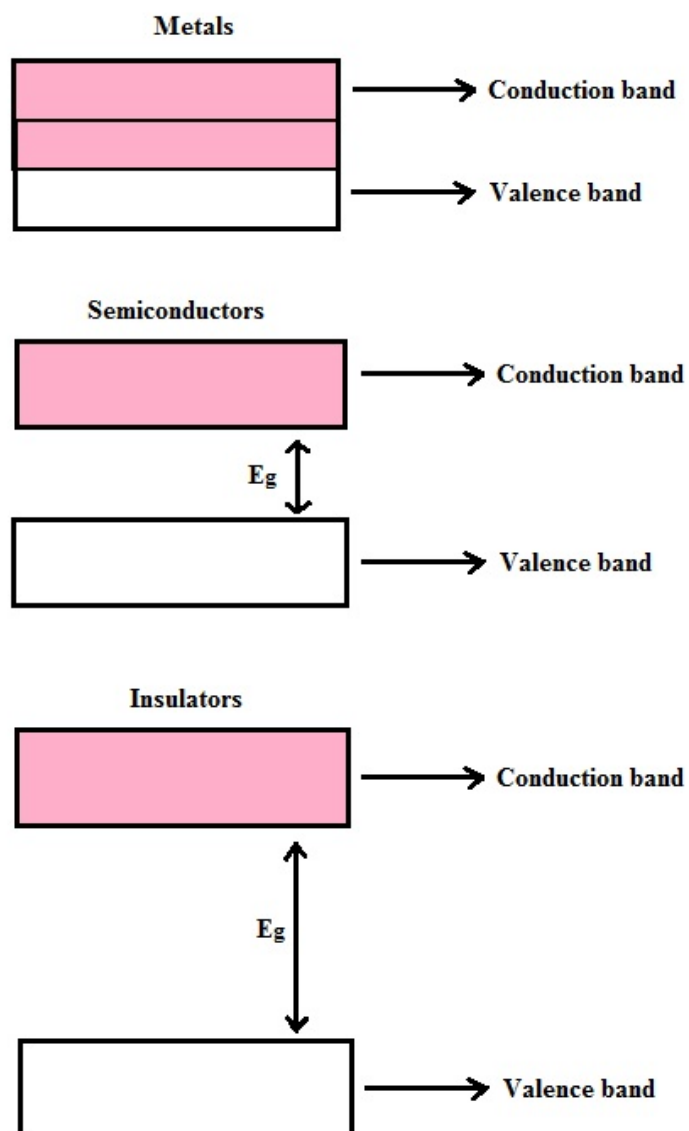 Metals
Conduction band
Valence band
Semiconductors
Conduction band
Eg
Valence band
Insulators
Conduction band
Eg
Valence band